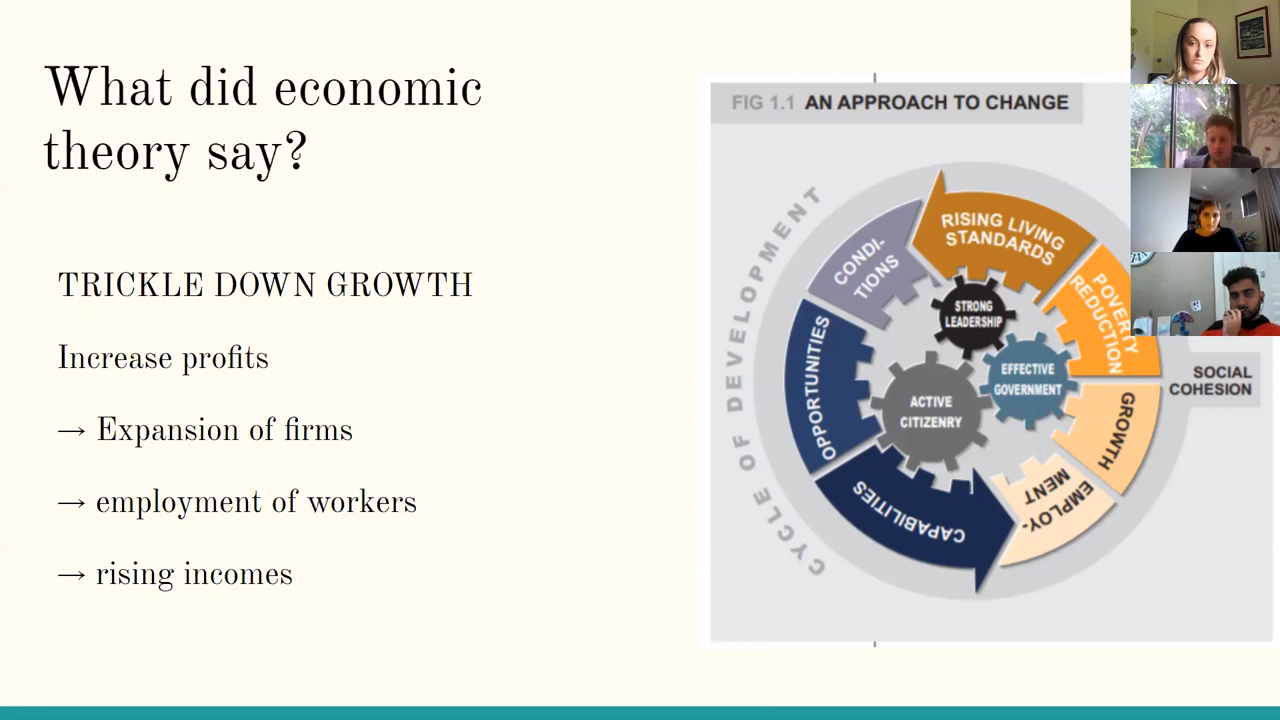 What did economic
theory say?
TRICKLE DOWN GROWTH
Increase profits
→ Expansion of firms
→ employment of workers
→ rising incomes
FIG 1.1 AN APPROACH TO CHANGE
CYCLE OF DEVELOPMENT
RISING LIVING
STANDARDS
POVERTY
REDUCTION
GROWTH
EMPLOY-
MENT
CAPABILITIES
OPPORTUNITIES
CONDI-
TIONS
STRONG
LEADERSHIP
EFFECTIVE
GOVERNMENT
ACTIVE
CITIZENRY
SOCIAL
COHESION